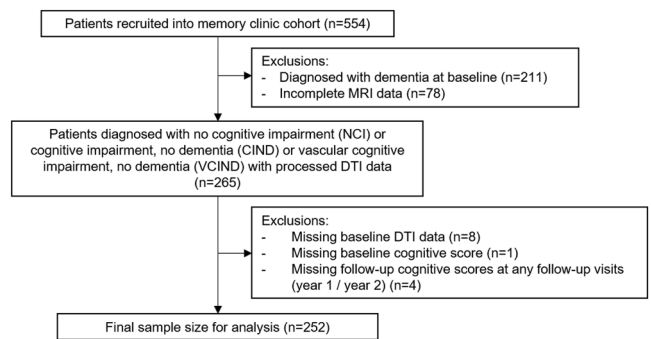 Patients recruited into memory clinic cohort (n=554)
Exclusions:
- Diagnosed with dementia at baseline (n=211)
- Incomplete MRI data (n=78)
Patients diagnosed with no cognitive impairment (NCI) or
cognitive impairment, no dementia (CIND) or vascular cognitive
impairment, no dementia (VCIND) with processed DTI data
(n=265)
Exclusions:
- Missing baseline DTI data (n=8)
- Missing baseline cognitive score (n=1)
- Missing follow-up cognitive scores at any follow-up visits
(year 1 / year 2) (n=4)
Final sample size for analysis (n=252)